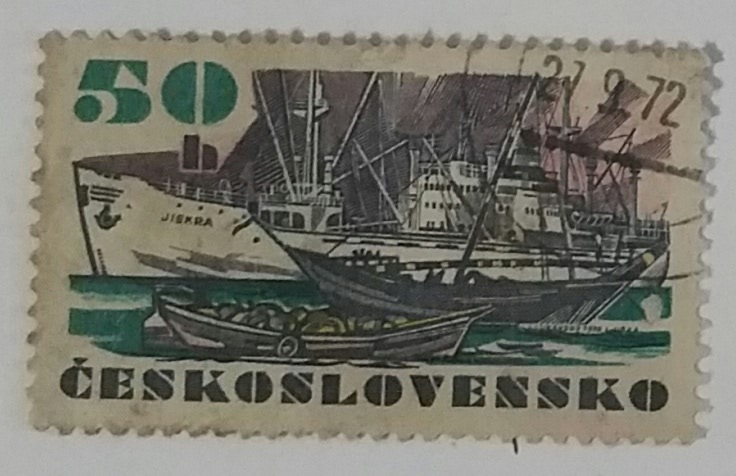 50
h
27.9.72
JISKRA
ČESKOSLOVENSKO